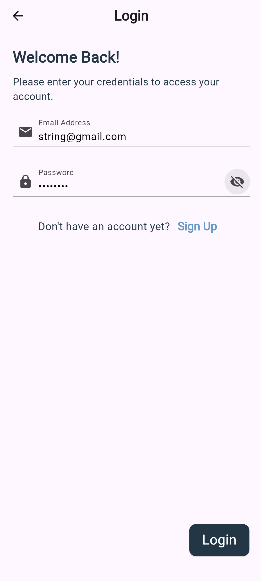 Login
Welcome Back!
Please enter your credentials to access your
account.
Email Address
string@gmail.com
Password
••••••••
Don't have an account yet? Sign Up
Login